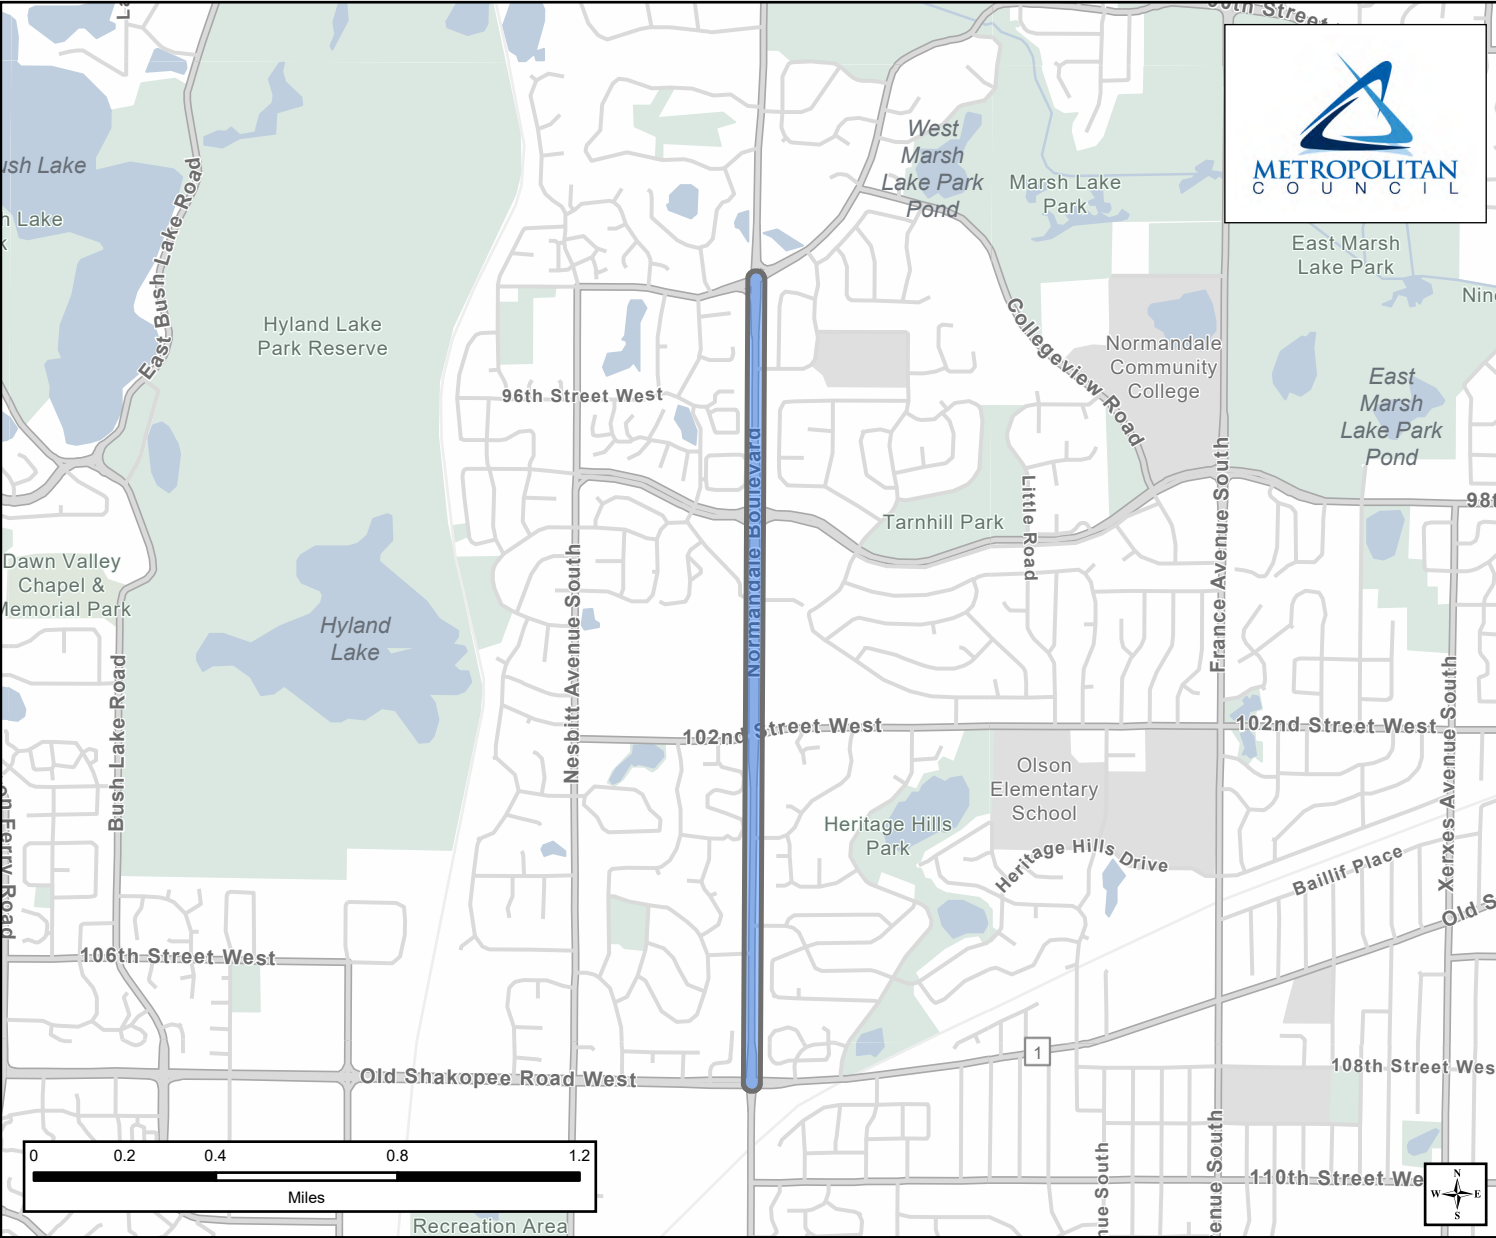 METROPOLITAN
COUNCIL
West
Marsh
Lake Park
Pond
Marsh Lake
Park
East Marsh
Lake Park
East Bush Lake Road
Hyland Lake
Park Reserve
Collegeview Road
Normandale
Community
College
East
Marsh
Lake Park
Pond
96th Street West
Normandale Boulevard
Tarnhill Park
Little Road
France Avenue South
Dawn Valley
Chapel &
Memorial Park
Hyland
Lake
Nesbitt Avenue South
Bush Lake Road
102nd Street West
102nd Street West
Xerxes Avenue South
Olson
Elementary
School
Heritage Hills
Park
Heritage Hills Drive
Baillif Place
106th Street West
Old S
1
Old Shakopee Road West
108th Street Wes
110th Street We
0 0.2 0.4 0.8 1.2
Miles
Recreation Area
N
W E
S